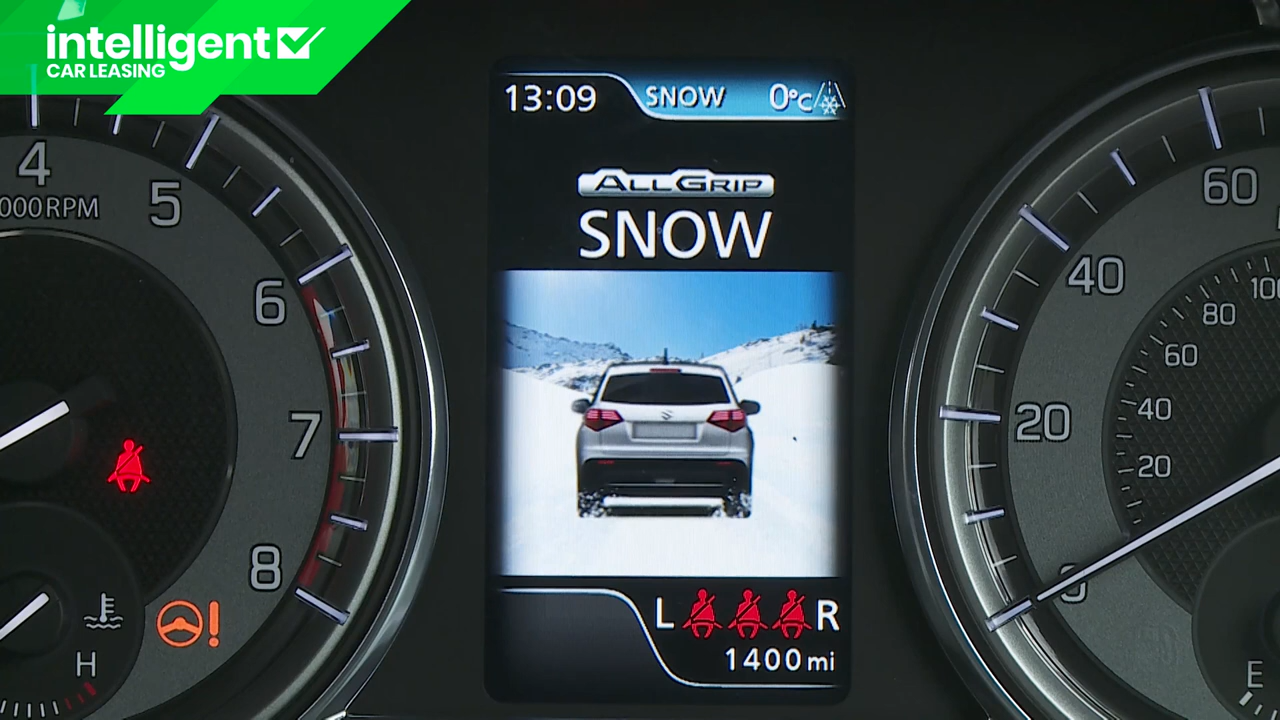 intelligent
CAR LEASING
13:09 SNOW 0°C
ALLGRIP
SNOW
4
5
000RPM
6
7
8
H
L R
1400mi
60
40
20
0
100
80
60
40
20
E